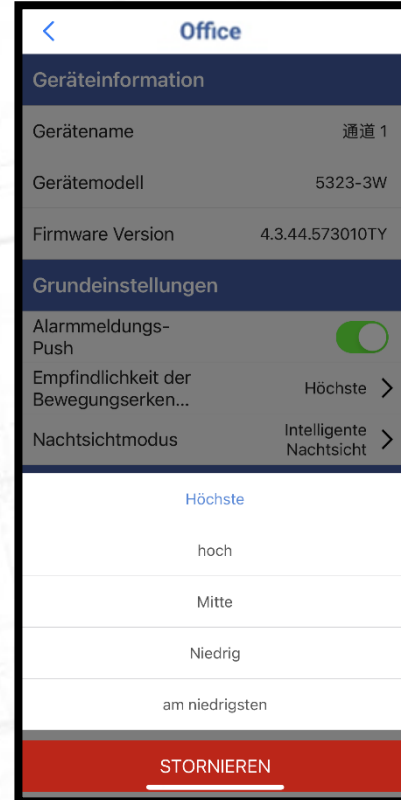 Office
Geräteinformation
Gerätename 通道 1
Gerätemodell 5323-3W
Firmware Version 4.3.44.573010TY
Grundeinstellungen
Alarmmeldungs-
Push
Empfindlichkeit der
Bewegungserken... Höchste
Nachtsichtmodus Intelligente
Nachtsicht
Höchste
hoch
Mitte
Niedrig
am niedrigsten
STORNIEREN